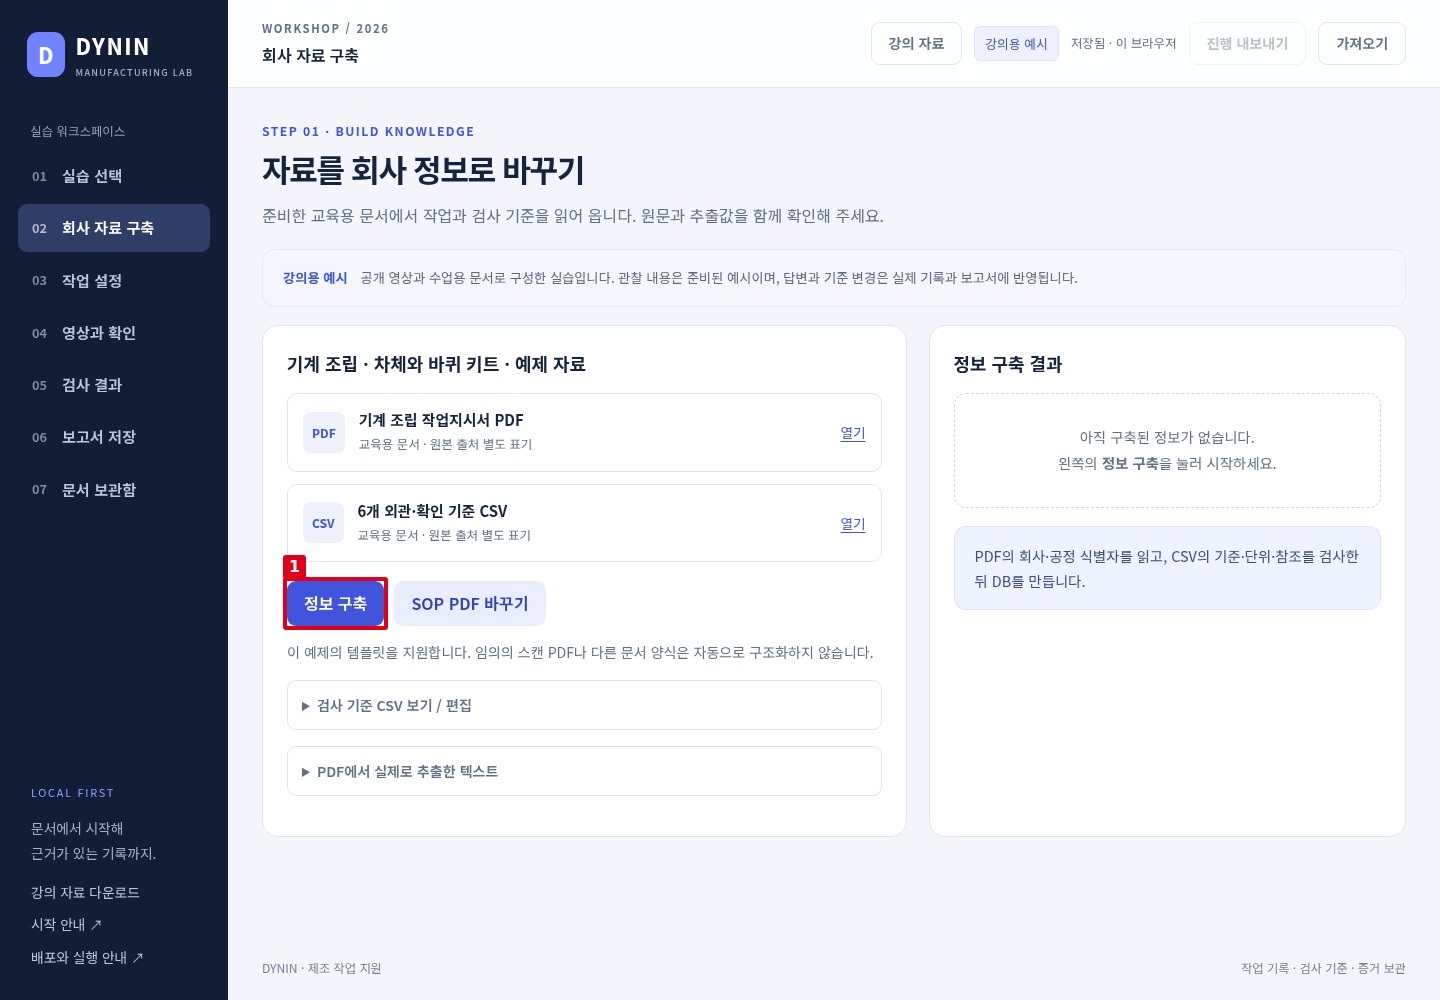 D
DYNIN
MANUFACTURING LAB
실습 워크스페이스
01 실습 선택
02 회사 자료 구축
03 작업 설정
04 영상과 확인
05 검사 결과
06 보고서 저장
07 문서 보관함
LOCAL FIRST
문서에서 시작해
근거가 있는 기록까지.
강의 자료 다운로드
시작 안내 ↗
배포와 실행 안내 ↗
WORKSHOP / 2026
회사 자료 구축
강의 자료
강의용 예시
저장됨 · 이 브라우저
진행 내보내기
가져오기
STEP 01 · BUILD KNOWLEDGE
자료를 회사 정보로 바꾸기
준비한 교육용 문서에서 작업과 검사 기준을 읽어 옵니다. 원문과 추출값을 함께 확인해 주세요.
강의용 예시 공개 영상과 수업용 문서로 구성한 실습입니다. 관찰 내용은 준비된 예시이며, 답변과 기준 변경은 실제 기록과 보고서에 반영됩니다.
기계 조립 · 차체와 바퀴 키트 · 예제 자료
PDF
기계 조립 작업지시서 PDF
교육용 문서 · 원본 출처 별도 표기
열기
CSV
6개 외관·확인 기준 CSV
교육용 문서 · 원본 출처 별도 표기
열기
1
정보 구축
SOP PDF 바꾸기
이 예제의 템플릿을 지원합니다. 임의의 스캔 PDF나 다른 문서 양식은 자동으로 구조화하지 않습니다.
▶ 검사 기준 CSV 보기 / 편집
▶ PDF에서 실제로 추출한 텍스트
정보 구축 결과
아직 구축된 정보가 없습니다.
왼쪽의 정보 구축을 눌러 시작하세요.
PDF의 회사·공정 식별자를 읽고, CSV의 기준·단위·참조를 검사한
뒤 DB를 만듭니다.
DYNIN · 제조 작업 지원
작업 기록 · 검사 기준 · 증거 보관